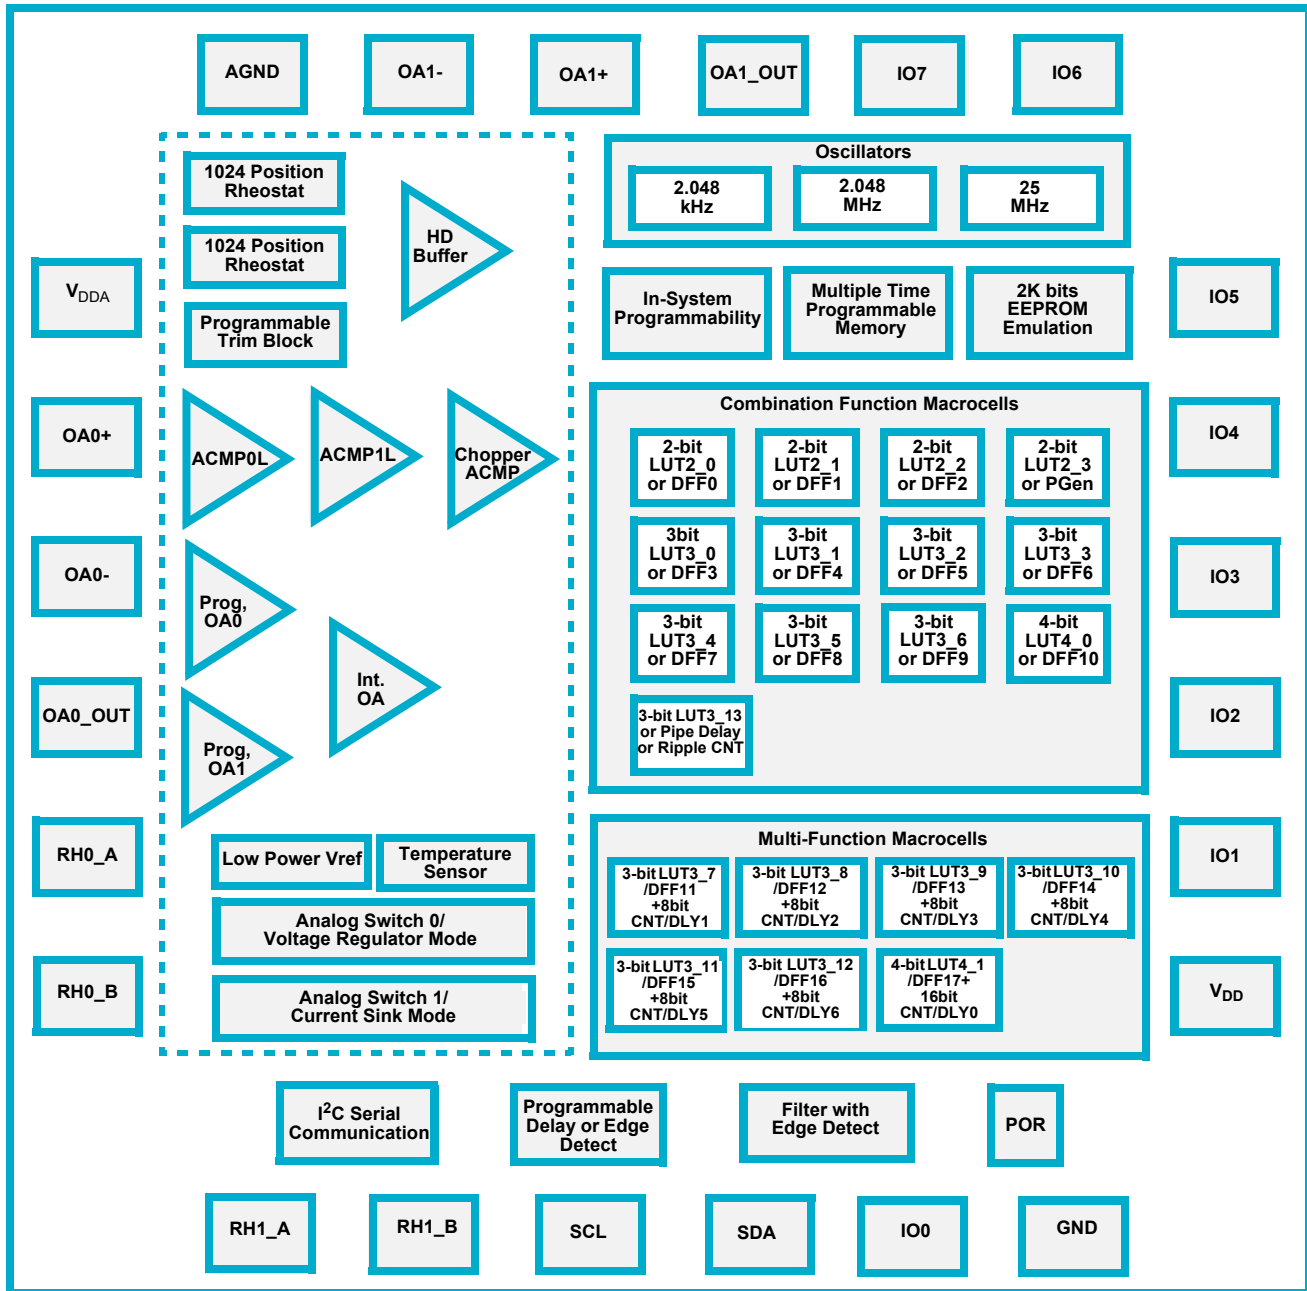 AGND
OA1-
OA1+
OA1_OUT
IO7
IO6
1024 Position
Rheostat
1024 Position
Rheostat
Programmable
Trim Block
HD
Buffer
Oscillators
2.048
kHz
2.048
MHz
25
MHz
In-System
Programmability
Multiple Time
Programmable
Memory
2K bits
EEPROM
Emulation
VDDA
OA0+
OA0-
OA0_OUT
RH0_A
RH0_B
ACMP0L
ACMP1L
Chopper
ACMP
Prog,
OA0
Int.
OA
Prog,
OA1
Low Power Vref
Temperature
Sensor
Analog Switch 0/
Voltage Regulator Mode
Analog Switch 1/
Current Sink Mode
Combination Function Macrocells
2-bit
LUT2_0
or DFF0
2-bit
LUT2_1
or DFF1
2-bit
LUT2_2
or DFF2
2-bit
LUT2_3
or PGen
3bit
LUT3_0
or DFF3
3-bit
LUT3_1
or DFF4
3-bit
LUT3_2
or DFF5
3-bit
LUT3_3
or DFF6
3-bit
LUT3_4
or DFF7
3-bit
LUT3_5
or DFF8
3-bit
LUT3_6
or DFF9
4-bit
LUT4_0
or DFF10
3-bit LUT3_13
or Pipe Delay
or Ripple CNT
Multi-Function Macrocells
3-bit LUT3_7
/DFF11
+8bit
CNT/DLY1
3-bit LUT3_8
/DFF12
+8bit
CNT/DLY2
3-bit LUT3_9
/DFF13
+8bit
CNT/DLY3
3-bit LUT3_10
/DFF14
+8bit
CNT/DLY4
3-bit LUT3_11
/DFF15
+8bit
CNT/DLY5
3-bit LUT3_12
/DFF16
+8bit
CNT/DLY6
4-bit LUT4_1
/DFF17+
16bit
CNT/DLY0
IO5
IO4
IO3
IO2
IO1
VDD
I2C Serial
Communication
Programmable
Delay or Edge
Detect
Filter with
Edge Detect
POR
RH1_A
RH1_B
SCL
SDA
IO0
GND